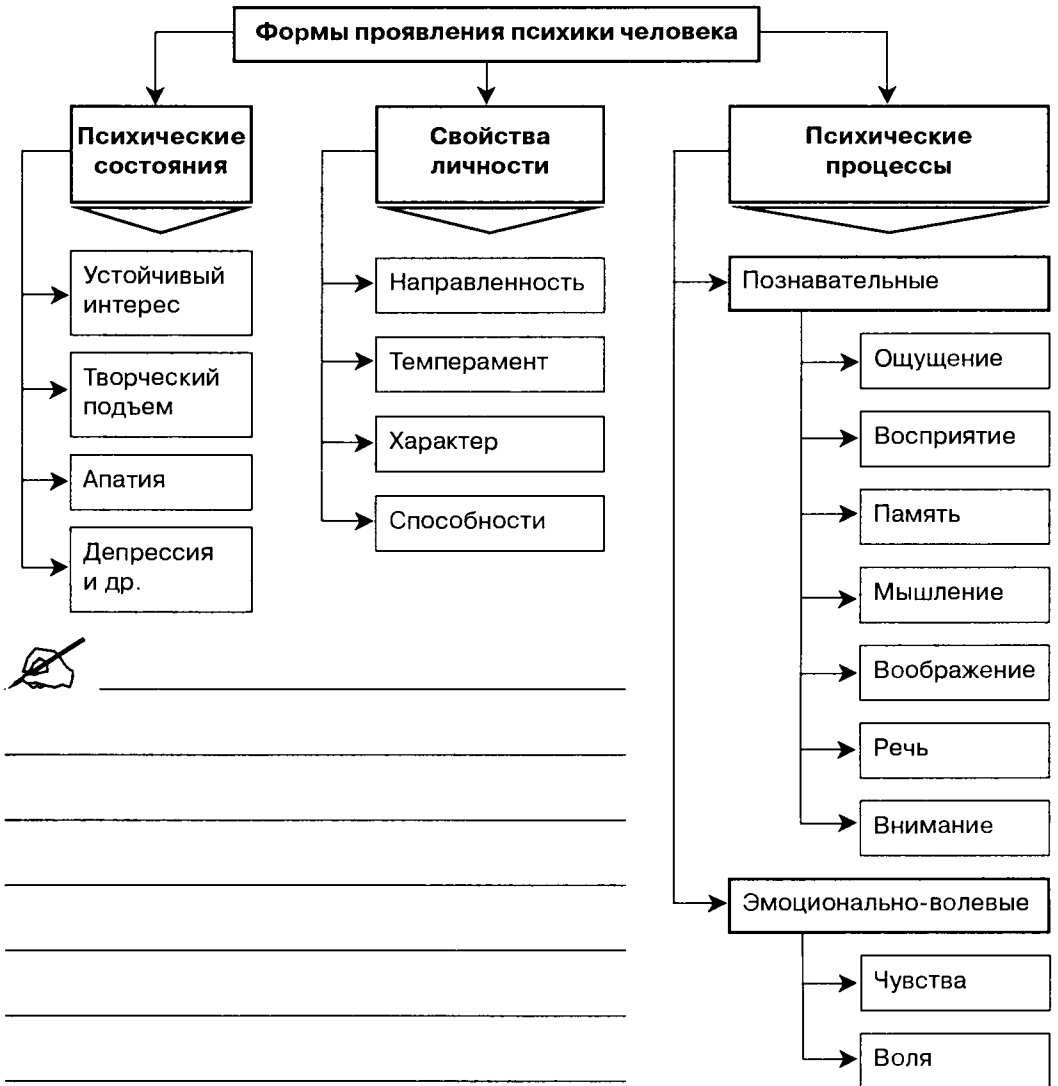 Формы проявления психики человека
Психические
состояния
Устойчивый
интерес
Творческий
подъем
Апатия
Депрессия
и др.
Свойства
личности
Направленность
Темперамент
Характер
Способности
Психические
процессы
Познавательные
Ощущение
Восприятие
Память
Мышление
Воображение
Речь
Внимание
Эмоционально-волевые
Чувства
Воля